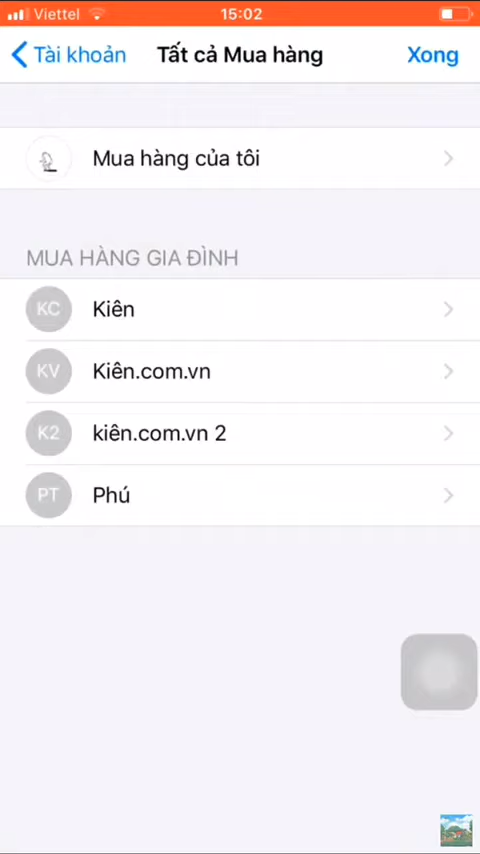 Viettel 15:02
Tài khoản Tất cả Mua hàng Xong
Mua hàng của tôi
MUA HÀNG GIA ĐÌNH
KC Kiên
KV Kiên.com.vn
K2 kiên.com.vn 2
PT Phú